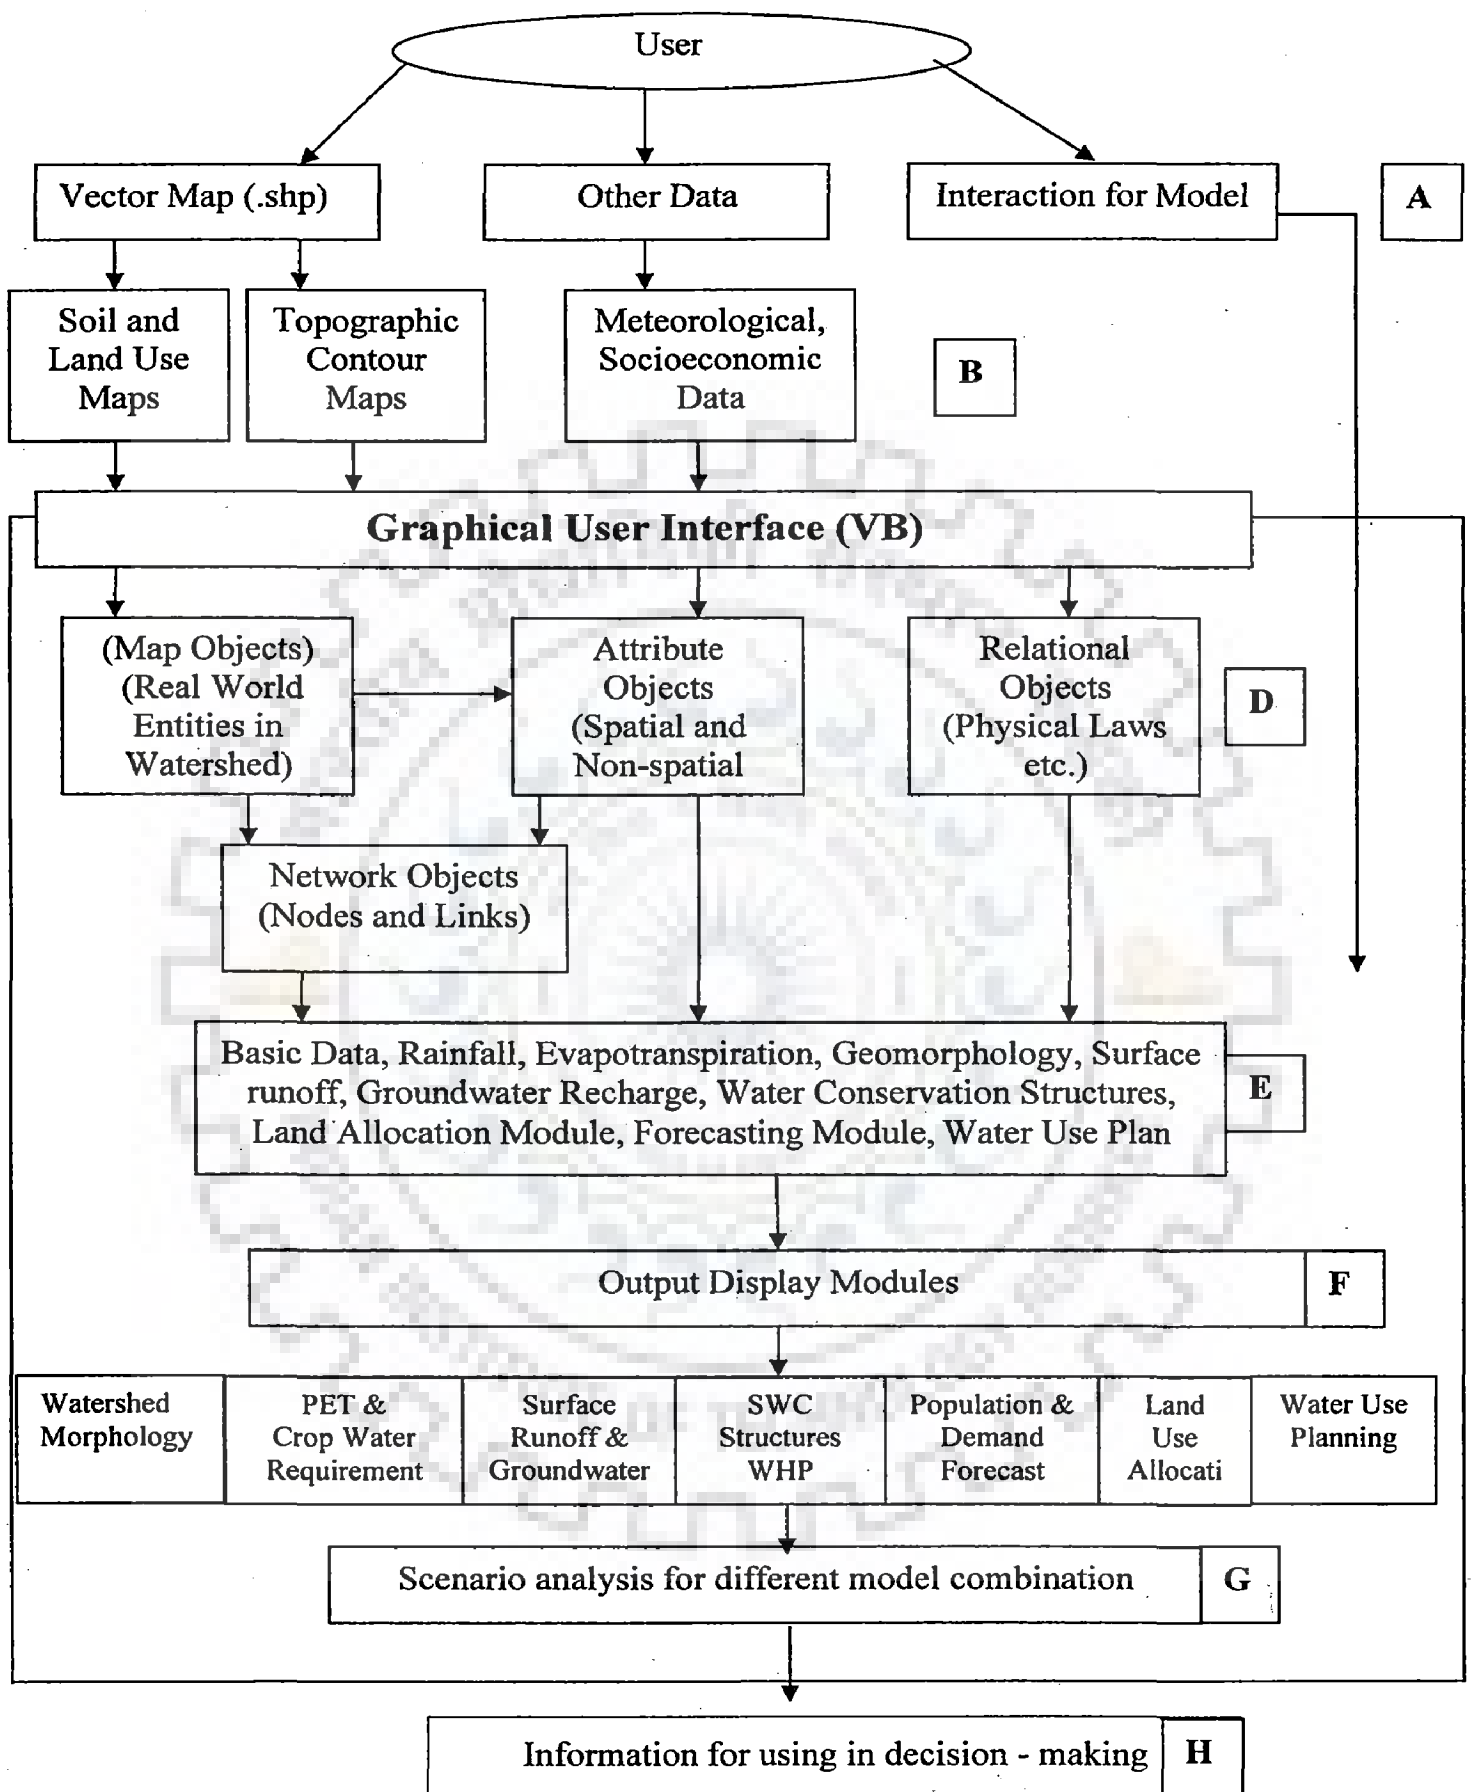 User
Vector Map (.shp)
Other Data
Interaction for Model
A
Soil and
Land Use
Maps
Topographic
Contour
Maps
Meteorological,
Socioeconomic
Data
B
Graphical User Interface (VB)
(Map Objects)
(Real World
Entities in
Watershed)
Attribute
Objects
(Spatial and
Non-spatial
Relational
Objects
(Physical Laws
etc.)
D
Network Objects
(Nodes and Links)
Basic Data, Rainfall, Evapotranspiration, Geomorphology, Surface
runoff, Groundwater Recharge, Water Conservation Structures,
Land Allocation Module, Forecasting Module, Water Use Plan
E
Output Display Modules
F
Watershed
Morphology
PET &
Crop Water
Requirement
Surface
Runoff &
Groundwater
SWC
Structures
WHP
Population &
Demand
Forecast
Land
Use
Allocati
Water Use
Planning
Scenario analysis for different model combination
G
Information for using in decision - making
H